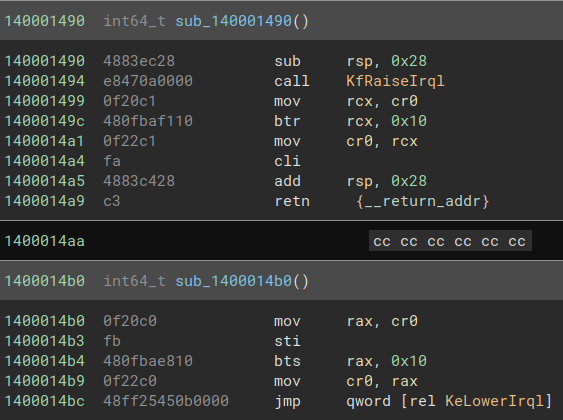 140001490 int64_t sub_140001490()
140001490 4883ec28 sub rsp, 0x28
140001494 e8470a0000 call KfRaiseIrql
140001499 0f20c1 mov rcx, cr0
14000149c 480fbaf110 btr rcx, 0x10
1400014a1 0f22c1 mov cr0, rcx
1400014a4 fa cli
1400014a5 4883c428 add rsp, 0x28
1400014a9 c3 retn {__return_addr}
1400014aa cc cc cc cc cc cc
1400014b0 int64_t sub_1400014b0()
1400014b0 0f20c0 mov rax, cr0
1400014b3 fb sti
1400014b4 480fbae810 bts rax, 0x10
1400014b9 0f22c0 mov cr0, rax
1400014bc 48ff25450b0000 jmp qword [rel KeLowerIrql]